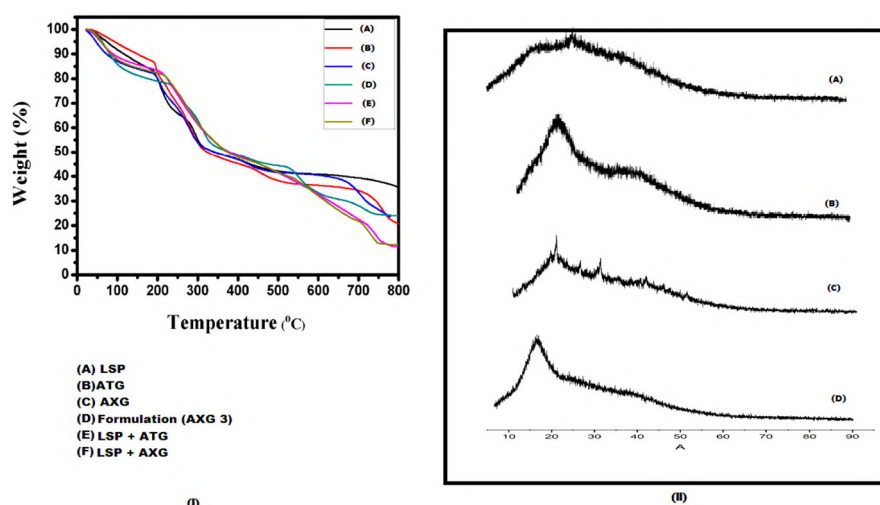 100
90
80
70
60
50
40
30
20
10
0
Weight (%)
0 100 200 300 400 500 600 700 800
Temperature (⁰C)
(A)
(B)
(C)
(D)
(E)
(F)
(A) LSP
(B)ATG
(C) AXG
(D)Formulation (AXG 3)
(E) LSP + ATG
(F) LSP + AXG
(I)
(A)
(B)
(C)
(D)
10 20 30 40 50 60 70 80 90
A
(II)